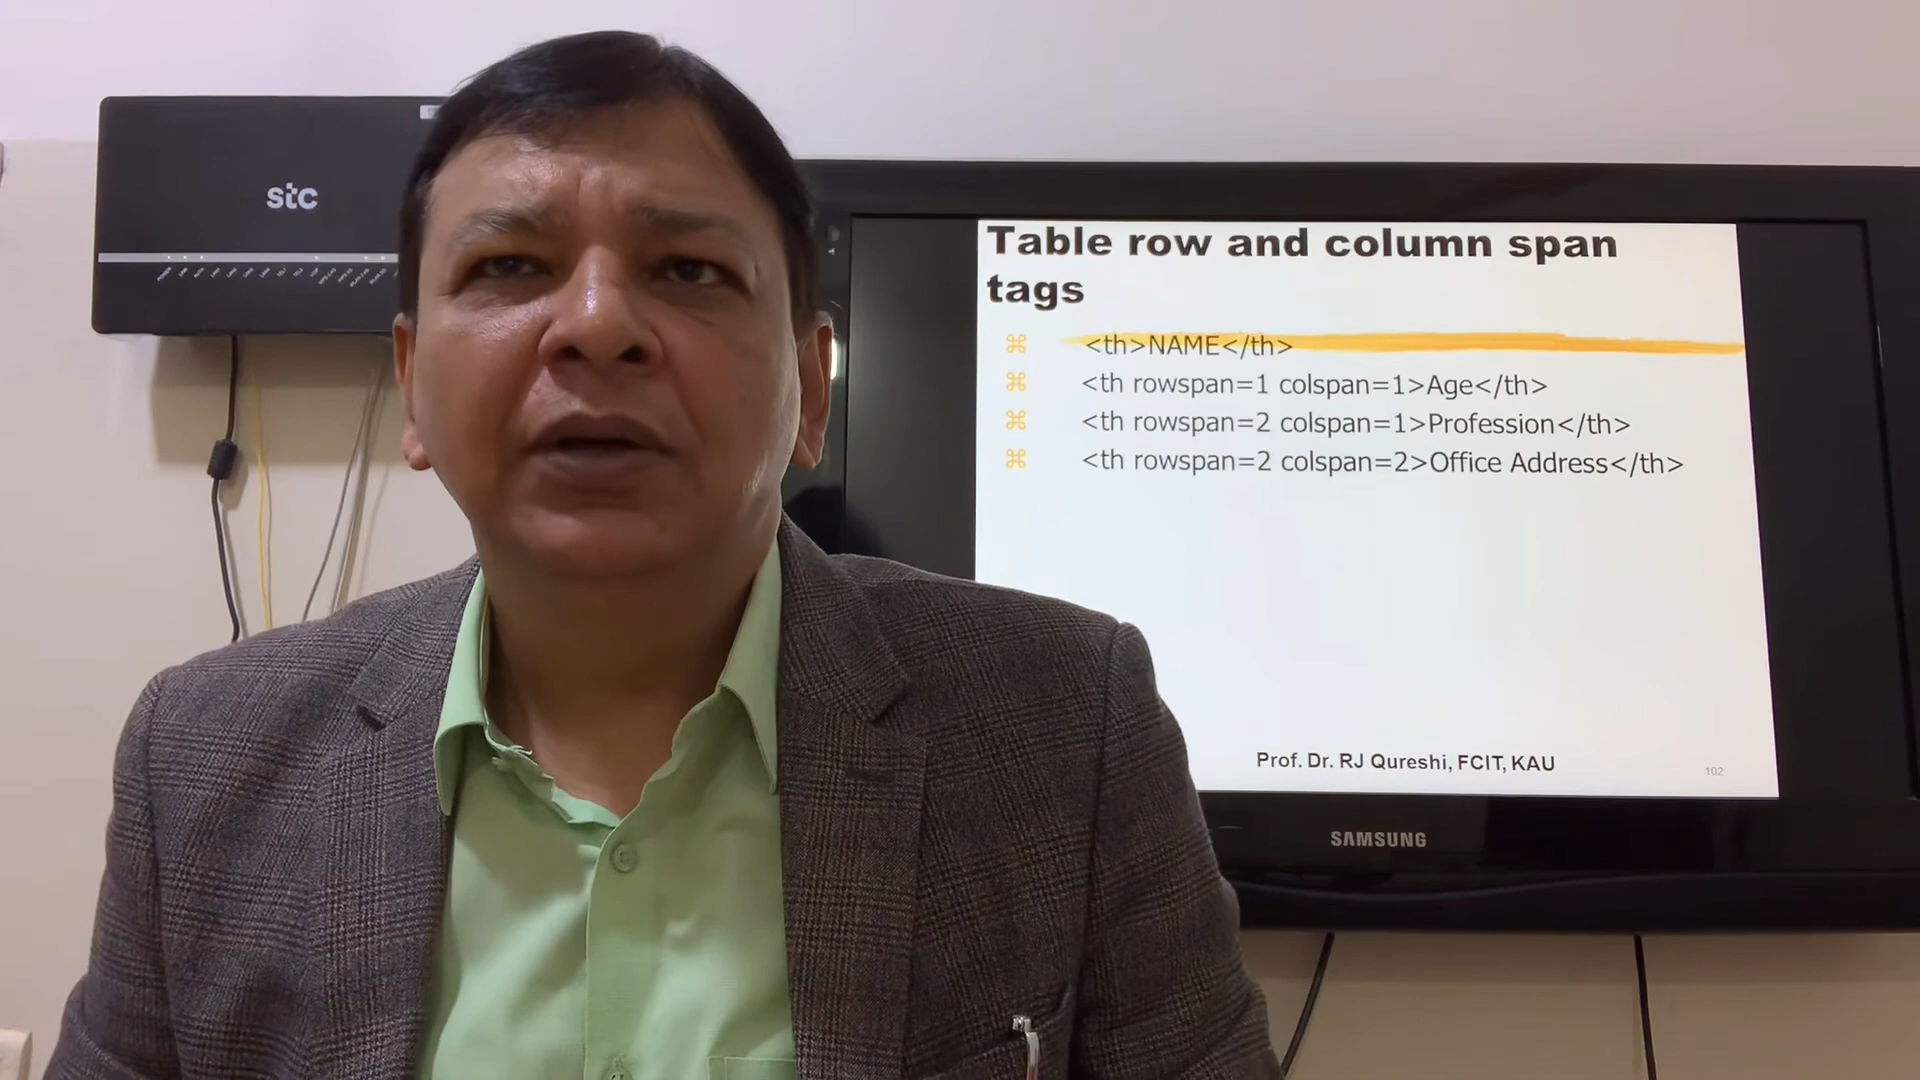 stc
Table row and column span
tags
<th>NAME</th>
<th rowspan=1 colspan=1>Age</th>
<th rowspan=2 colspan=1>Profession</th>
<th rowspan=2 colspan=2>Office Address</th>
Prof. Dr. RJ Qureshi, FCIT, KAU
102
SAMSUNG